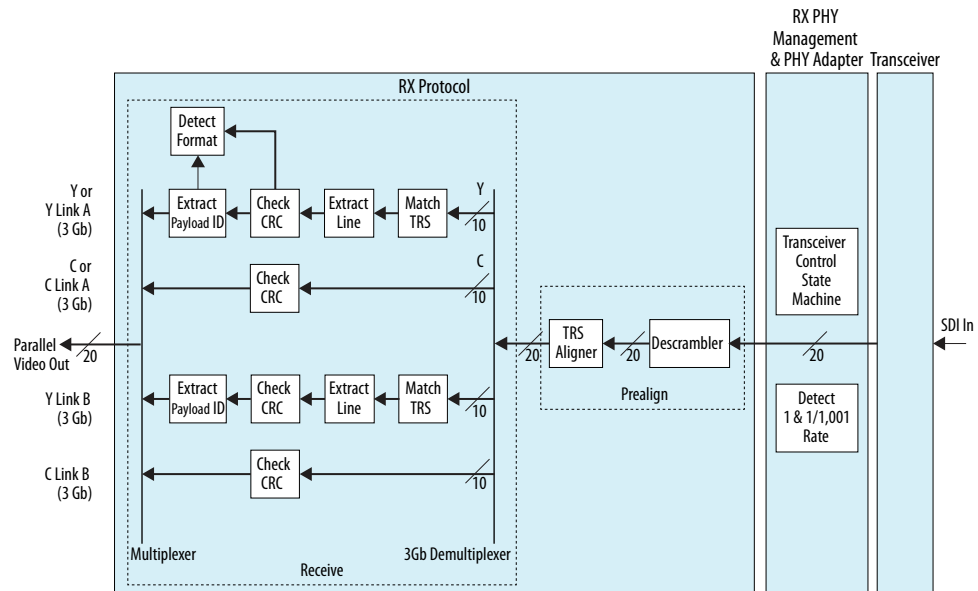 RX PHY
Management
& PHY Adapter
Transceiver
RX Protocol
Detect
Format
Y or
Y Link A
(3 Gb)
Extract
Payload ID
Check
CRC
Extract
Line
Match
TRS
Y
10
C or
C Link A
(3 Gb)
Check
CRC
C
10
Transceiver
Control
State
Machine
Parallel
Video Out
20
20
TRS
Aligner
20
Descrambler
20
SDI In
Prealign
Y Link B
(3 Gb)
Extract
Payload ID
Check
CRC
Extract
Line
Match
TRS
10
Detect
1 & 1/1,001
Rate
C Link B
(3 Gb)
Check
CRC
10
Multiplexer
3Gb Demultiplexer
Receive